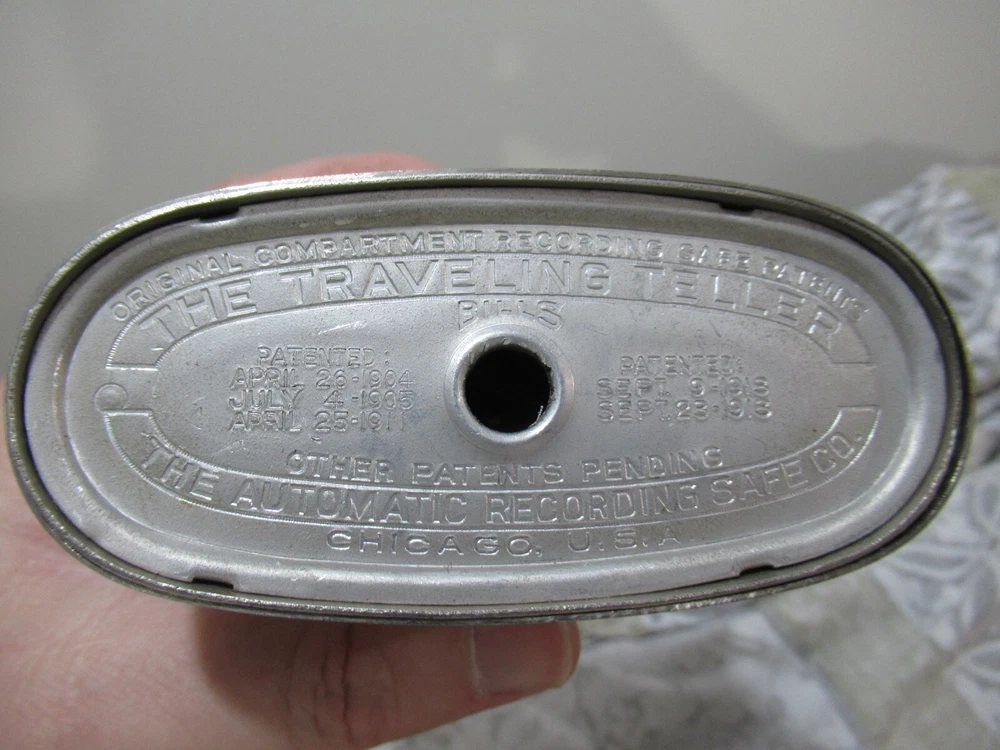 ORIGINAL COMPARTMENT RECORDING SAFE PATENTS
THE TRAVELING TELLER
BILLS
PATENTED:
APRIL 26-1904
JULY 4-1905
APRIL 25-1911
PATENTED:
SEPT. 9-1913
SEPT. 23-1913
OTHER PATENTS PENDING
THE AUTOMATIC RECORDING SAFE CO.
CHICAGO, U.S.A.